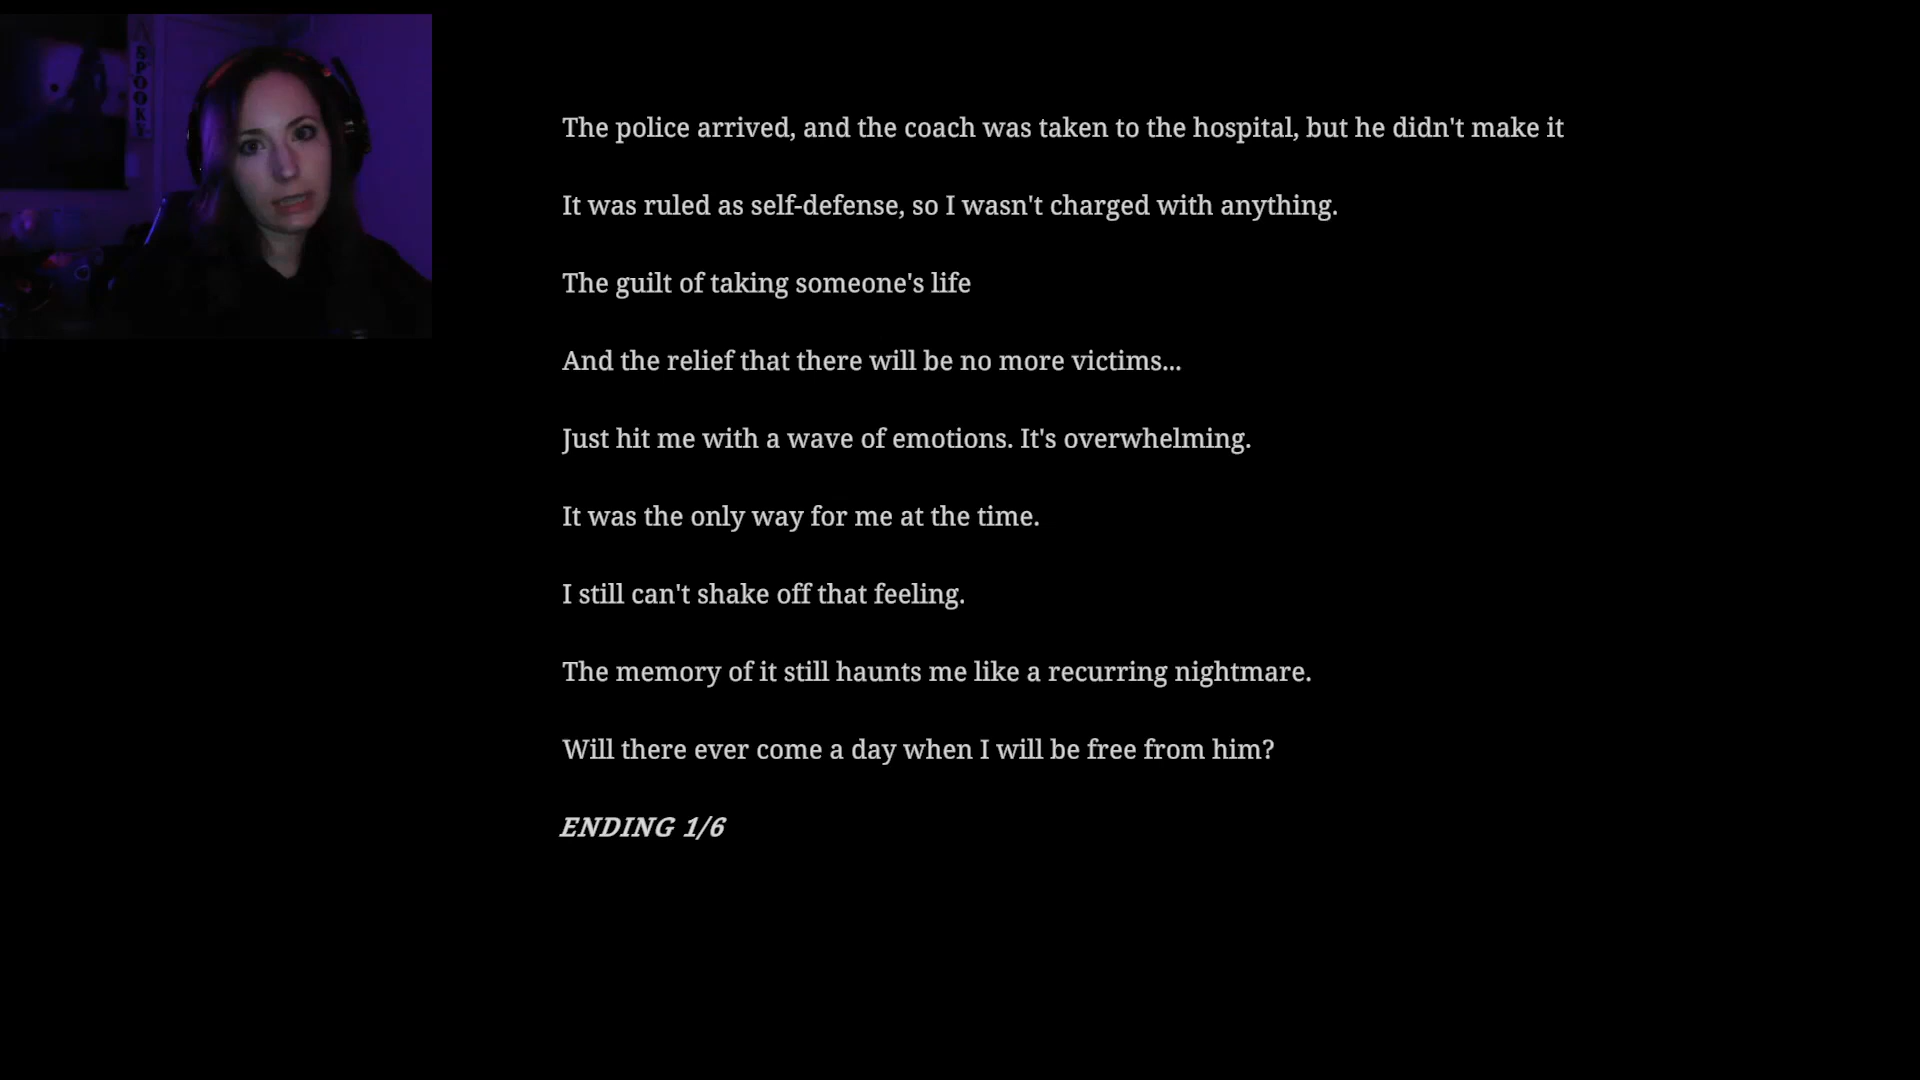 SPOOKY
The police arrived, and the coach was taken to the hospital, but he didn't make it
It was ruled as self-defense, so I wasn't charged with anything.
The guilt of taking someone's life
And the relief that there will be no more victims...
Just hit me with a wave of emotions. It's overwhelming.
It was the only way for me at the time.
I still can't shake off that feeling.
The memory of it still haunts me like a recurring nightmare.
Will there ever come a day when I will be free from him?
ENDING 1/6